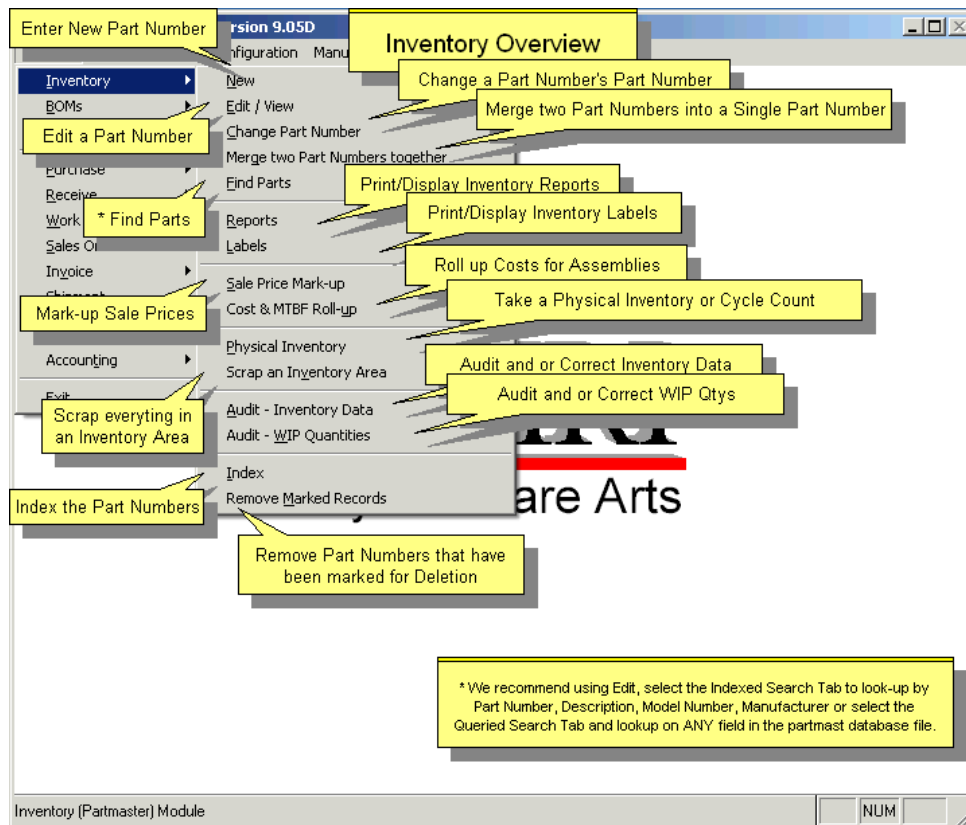 Enter New Part Number
ersion 9.05D
Inventory Overview
nfiguration Manu
Inventory
New
Change a Part Number's Part Number
BOMs
Edit / View
Merge two Part Numbers into a Single Part Number
Edit a Part Number
Change Part Number
Merge two Part Numbers together
Purchase
Find Parts
Print/Display Inventory Reports
Receive
* Find Parts
Work
Reports
Print/Display Inventory Labels
Sales Or
Labels
Invoice
Roll up Costs for Assemblies
Sale Price Mark-up
Shipment
Take a Physical Inventory or Cycle Count
Mark-up Sale Prices
Cost & MTBF Roll-up
Physical Inventory
Accounting
Audit and or Correct Inventory Data
Scrap an Inventory Area
Exit
Audit and or Correct WIP Qtys
Scrap everyting in
an Inventory Area
Audit - Inventory Data
Audit - WIP Quantities
Index
Index the Part Numbers
Remove Marked Records
are Arts
Remove Part Numbers that have
been marked for Deletion
* We recommend using Edit, select the Indexed Search Tab to look-up by
Part Number, Description, Model Number, Manufacturer or select the
Queried Search Tab and lookup on ANY field in the partmast database file.
Inventory (Partmaster) Module
NUM